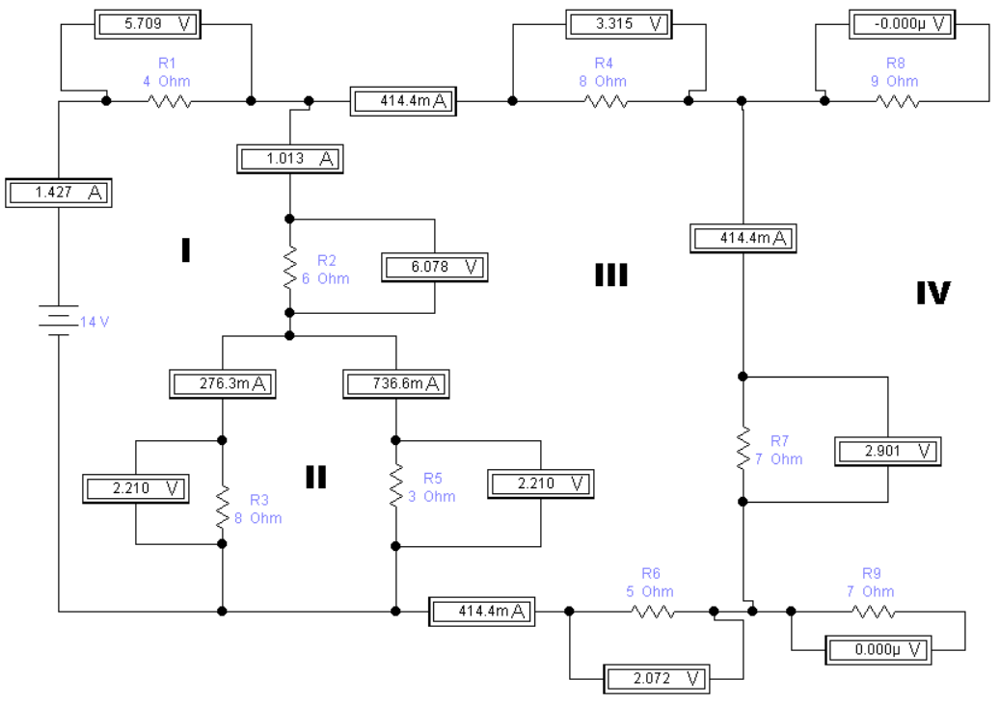 5.709 V
3.315 V
-0.000µ V
R1
4 Ohm
R4
8 Ohm
R8
9 Ohm
414.4mA
1.013 A
1.427 A
414.4mA
I
R2
6 Ohm
6.078 V
III
IV
14 V
276.3mA
736.6mA
R7
7 Ohm
2.901 V
2.210 V
II
R5
3 Ohm
2.210 V
R3
8 Ohm
R6
5 Ohm
R9
7 Ohm
414.4mA
0.000µ V
2.072 V